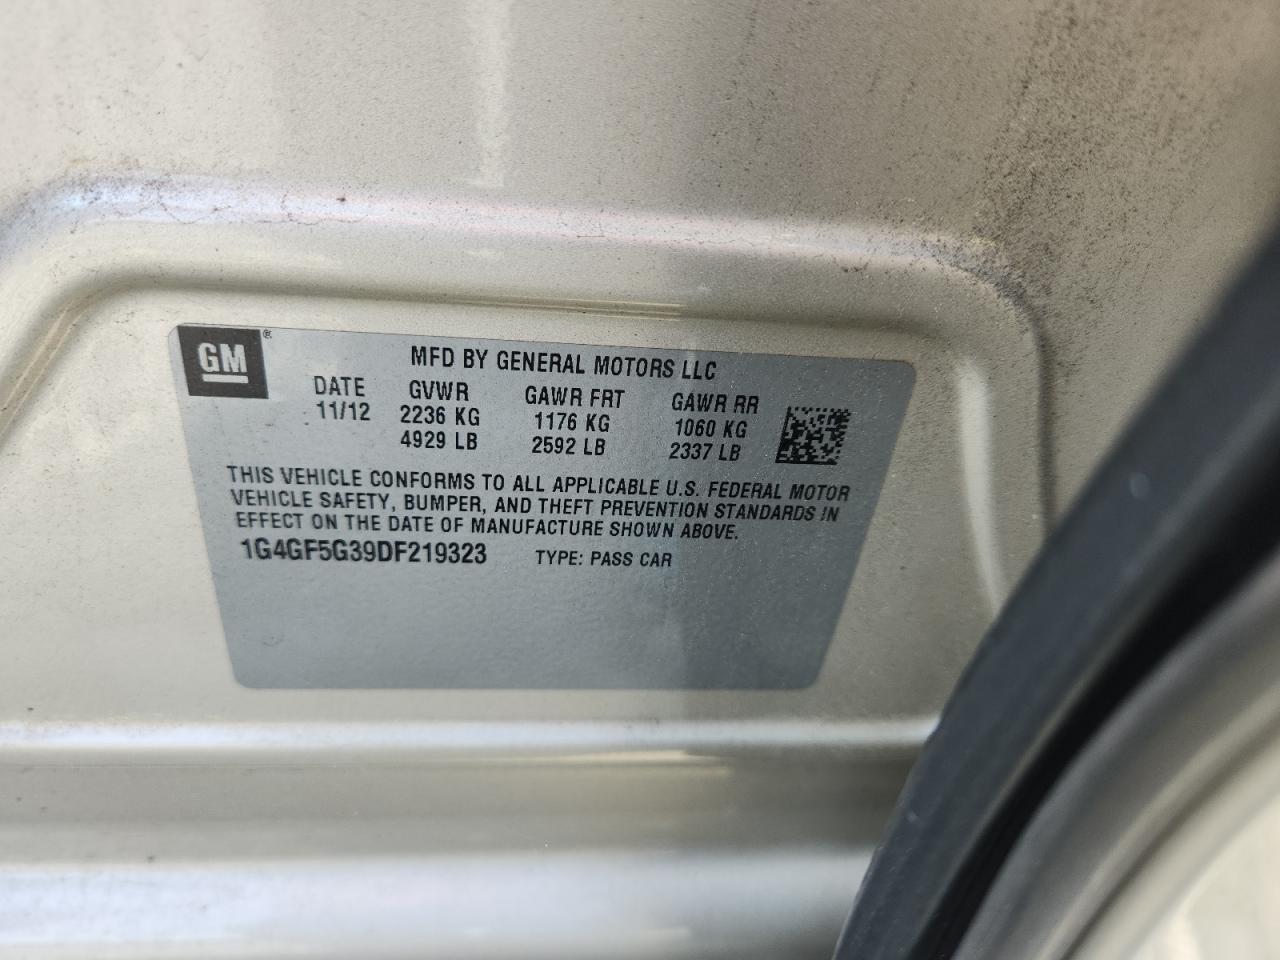 GM ®
MFD BY GENERAL MOTORS LLC
DATE GVWR GAWR FRT GAWR RR
11/12 2236 KG 1176 KG 1060 KG
4929 LB 2592 LB 2337 LB
THIS VEHICLE CONFORMS TO ALL APPLICABLE U.S. FEDERAL MOTOR
VEHICLE SAFETY, BUMPER, AND THEFT PREVENTION STANDARDS IN
EFFECT ON THE DATE OF MANUFACTURE SHOWN ABOVE.
1G4GF5G39DF219323 TYPE: PASS CAR